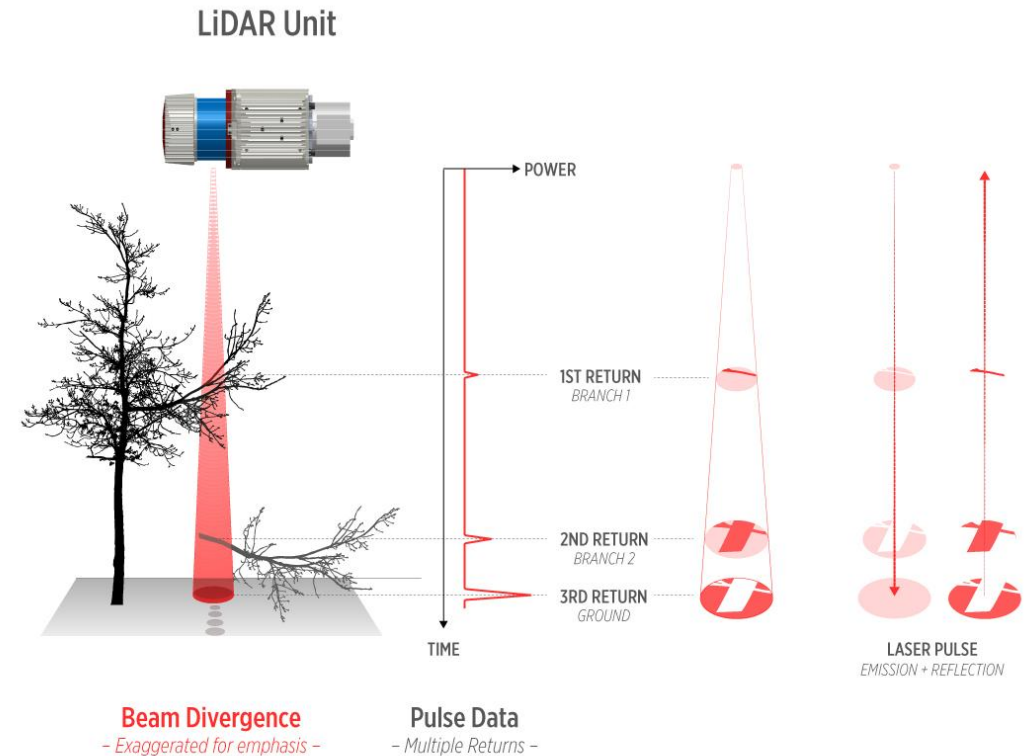 LiDAR Unit
POWER
1ST RETURN
BRANCH 1
2ND RETURN
BRANCH 2
3RD RETURN
GROUND
TIME
LASER PULSE
EMISSION + REFLECTION
Beam Divergence
– Exaggerated for emphasis –
Pulse Data
– Multiple Returns –